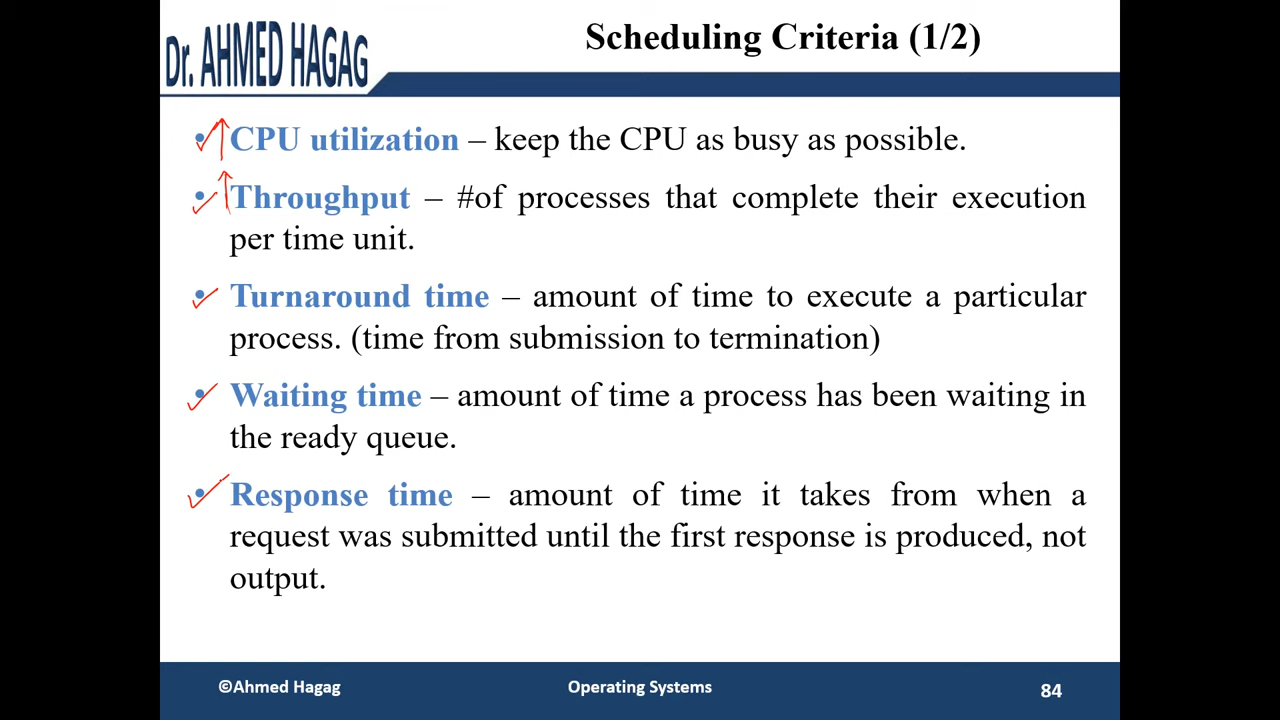 Dr. AHMED HAGAG
Scheduling Criteria (1/2)
• CPU utilization – keep the CPU as busy as possible.
• Throughput – #of processes that complete their execution
per time unit.
• Turnaround time – amount of time to execute a particular
process. (time from submission to termination)
• Waiting time – amount of time a process has been waiting in
the ready queue.
• Response time – amount of time it takes from when a
request was submitted until the first response is produced, not
output.
©Ahmed Hagag
Operating Systems
84